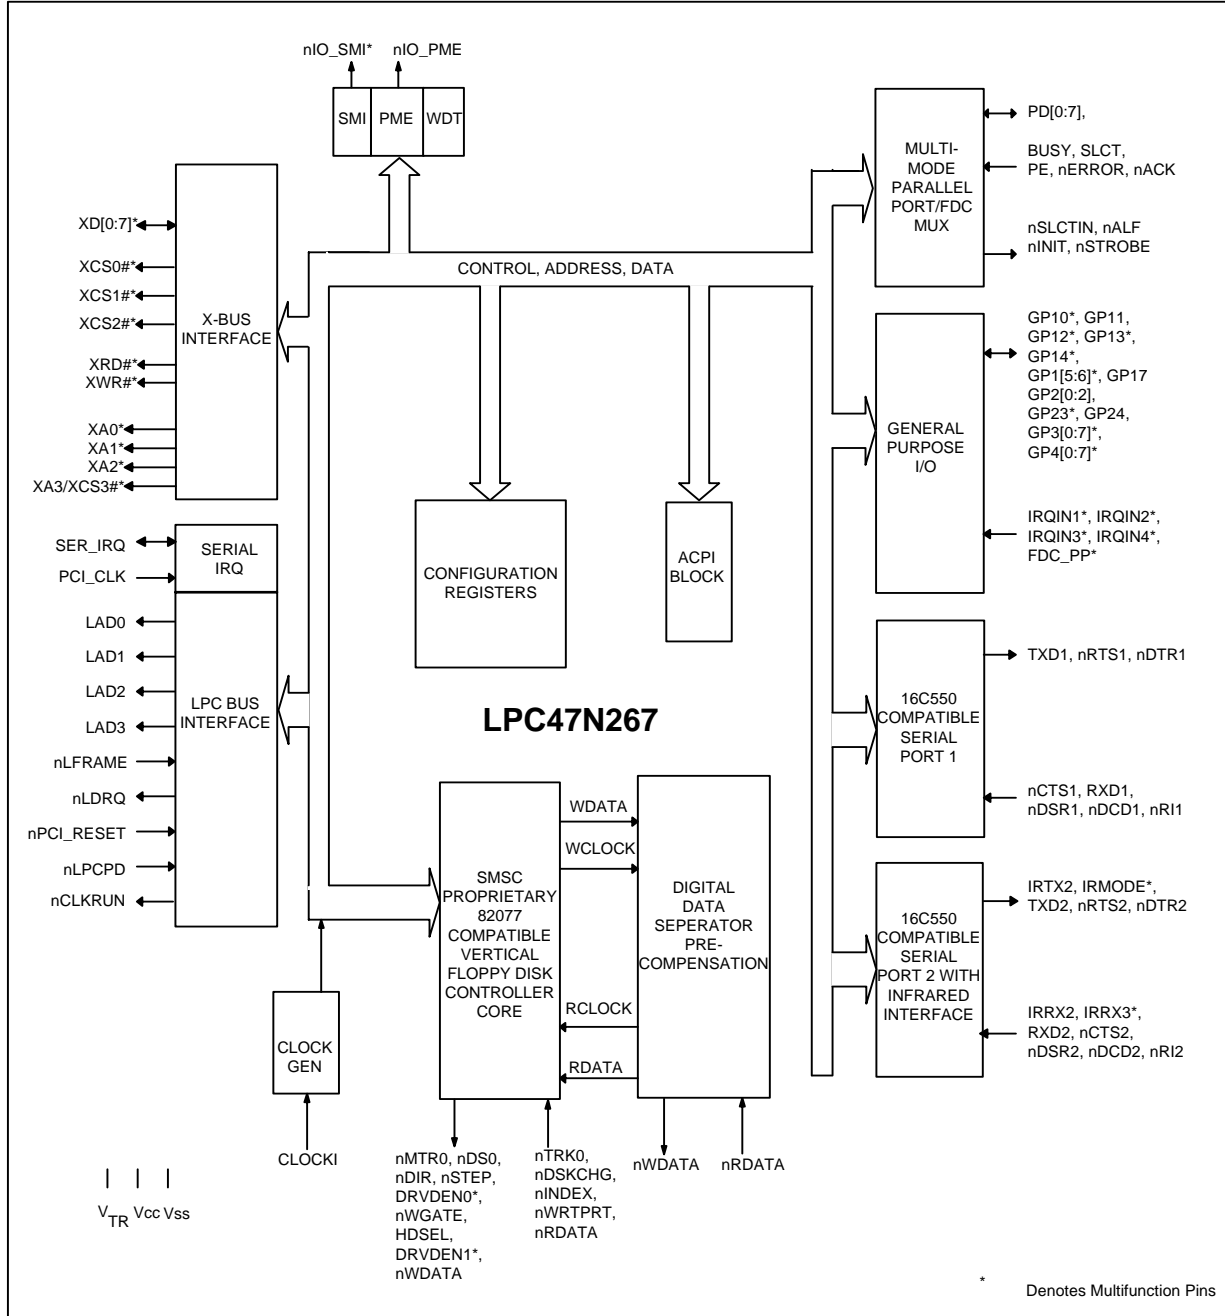 nIO_SMI* nIO_PME
SMI PME WDT
XD[0:7]*
XCS0#*
XCS1#*
XCS2#*
XRD#*
XWR#*
XA0*
XA1*
XA2*
XA3/XCS3#*
X-BUS
INTERFACE
SER_IRQ
PCI_CLK
SERIAL
IRQ
LAD0
LAD1
LAD2
LAD3
nLFRAME
nLDRQ
nPCI_RESET
nLPCPD
nCLKRUN
LPC BUS
INTERFACE
CONTROL, ADDRESS, DATA
CONFIGURATION
REGISTERS
ACPI
BLOCK
LPC47N267
MULTI-
MODE
PARALLEL
PORT/FDC
MUX
PD[0:7],
BUSY, SLCT,
PE, nERROR, nACK
nSLCTIN, nALF
nINIT, nSTROBE
GENERAL
PURPOSE
I/O
GP10*, GP11,
GP12*, GP13*,
GP14*,
GP1[5:6]*, GP17
GP2[0:2],
GP23*, GP24,
GP3[0:7]*,
GP4[0:7]*
IRQIN1*, IRQIN2*,
IRQIN3*, IRQIN4*,
FDC_PP*
16C550
COMPATIBLE
SERIAL
PORT 1
TXD1, nRTS1, nDTR1
nCTS1, RXD1,
nDSR1, nDCD1, nRI1
16C550
COMPATIBLE
SERIAL
PORT 2 WITH
INFRARED
INTERFACE
IRTX2, IRMODE*,
TXD2, nRTS2, nDTR2
IRRX2, IRRX3*,
RXD2, nCTS2,
nDSR2, nDCD2, nRI2
SMSC
PROPRIETARY
82077
COMPATIBLE
VERTICAL
FLOPPY DISK
CONTROLLER
CORE
WDATA
WCLOCK
RCLOCK
RDATA
DIGITAL
DATA
SEPERATOR
PRE-
COMPENSATION
CLOCK
GEN
CLOCKI
nMTR0, nDS0,
nDIR, nSTEP,
DRVDEN0*,
nWGATE,
HDSEL,
DRVDEN1*,
nWDATA
nTRK0,
nDSKCHG,
nINDEX,
nWRTPRT,
nRDATA
nWDATA
nRDATA
VTR Vcc Vss
* Denotes Multifunction Pins